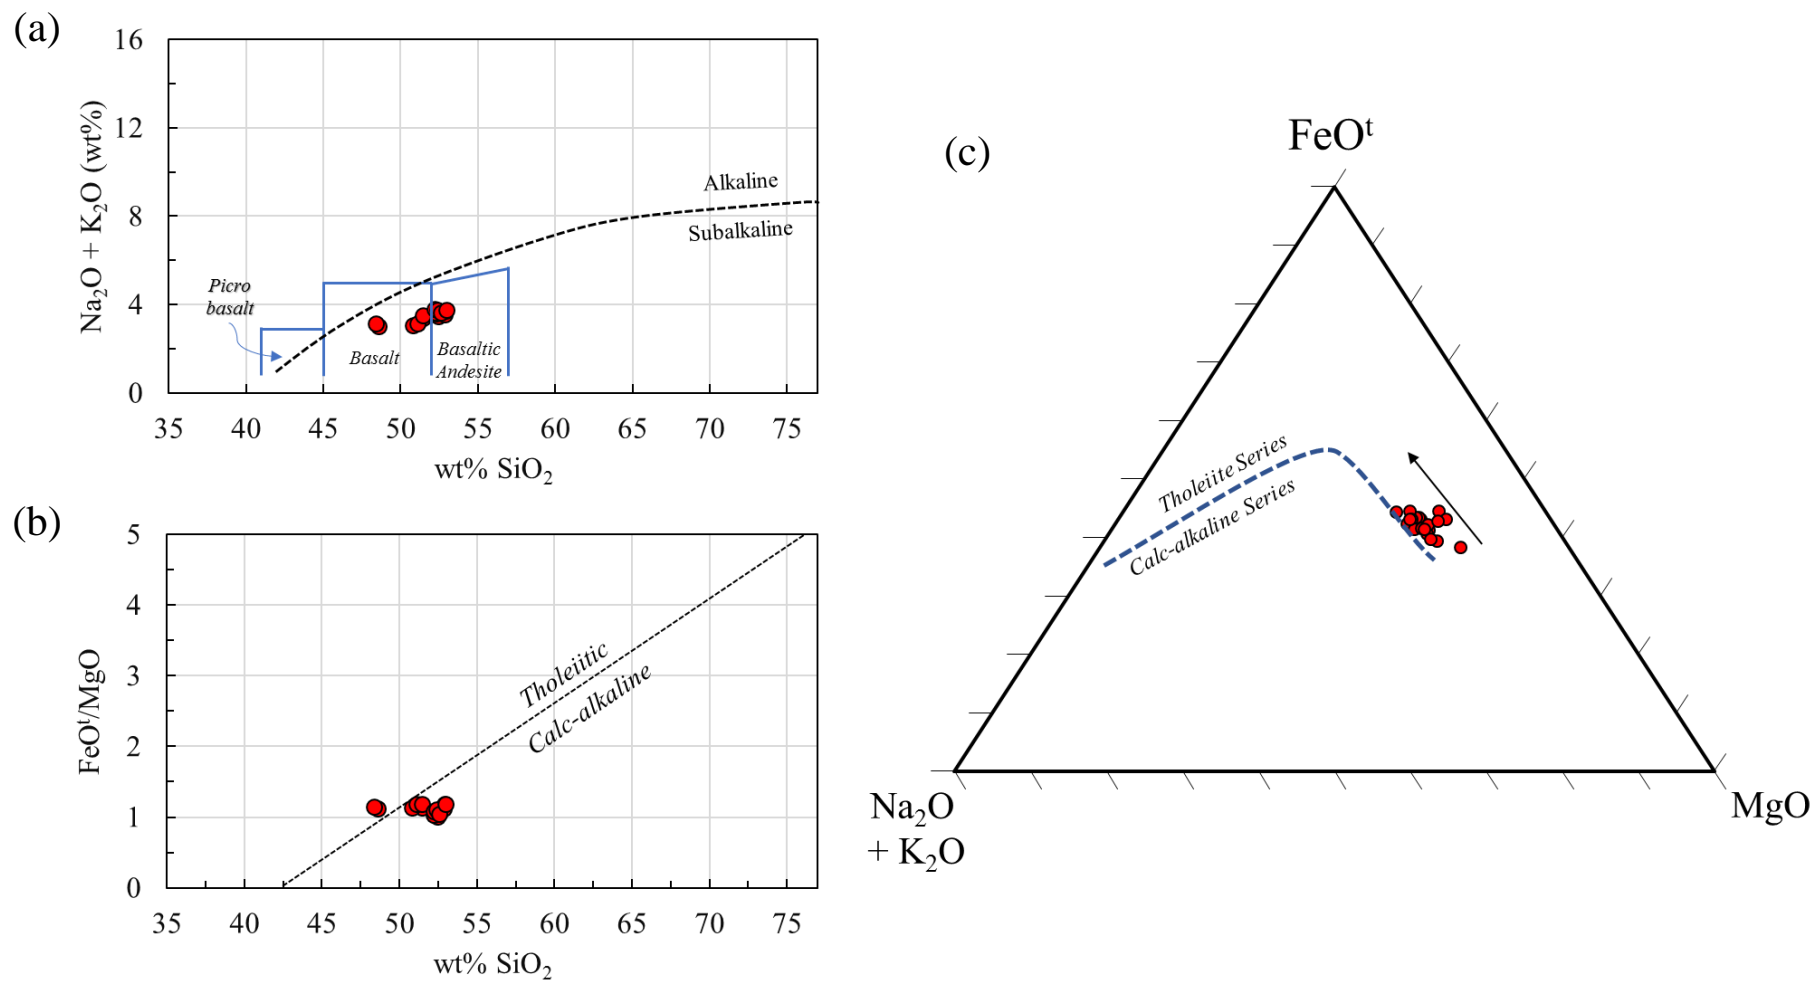 (a)
16
12
8
4
0
Na₂O + K₂O (wt%)
Alkaline
Subalkaline
Picro
basalt
Basalt
Basaltic
Andesite
35 40 45 50 55 60 65 70 75
wt% SiO₂
(b)
5
4
3
2
1
0
FeOᵗ/MgO
Tholeiitic
Calc-alkaline
35 40 45 50 55 60 65 70 75
wt% SiO₂
(c)
FeOᵗ
Tholeiite Series
Calc-alkaline Series
Na₂O
+ K₂O
MgO